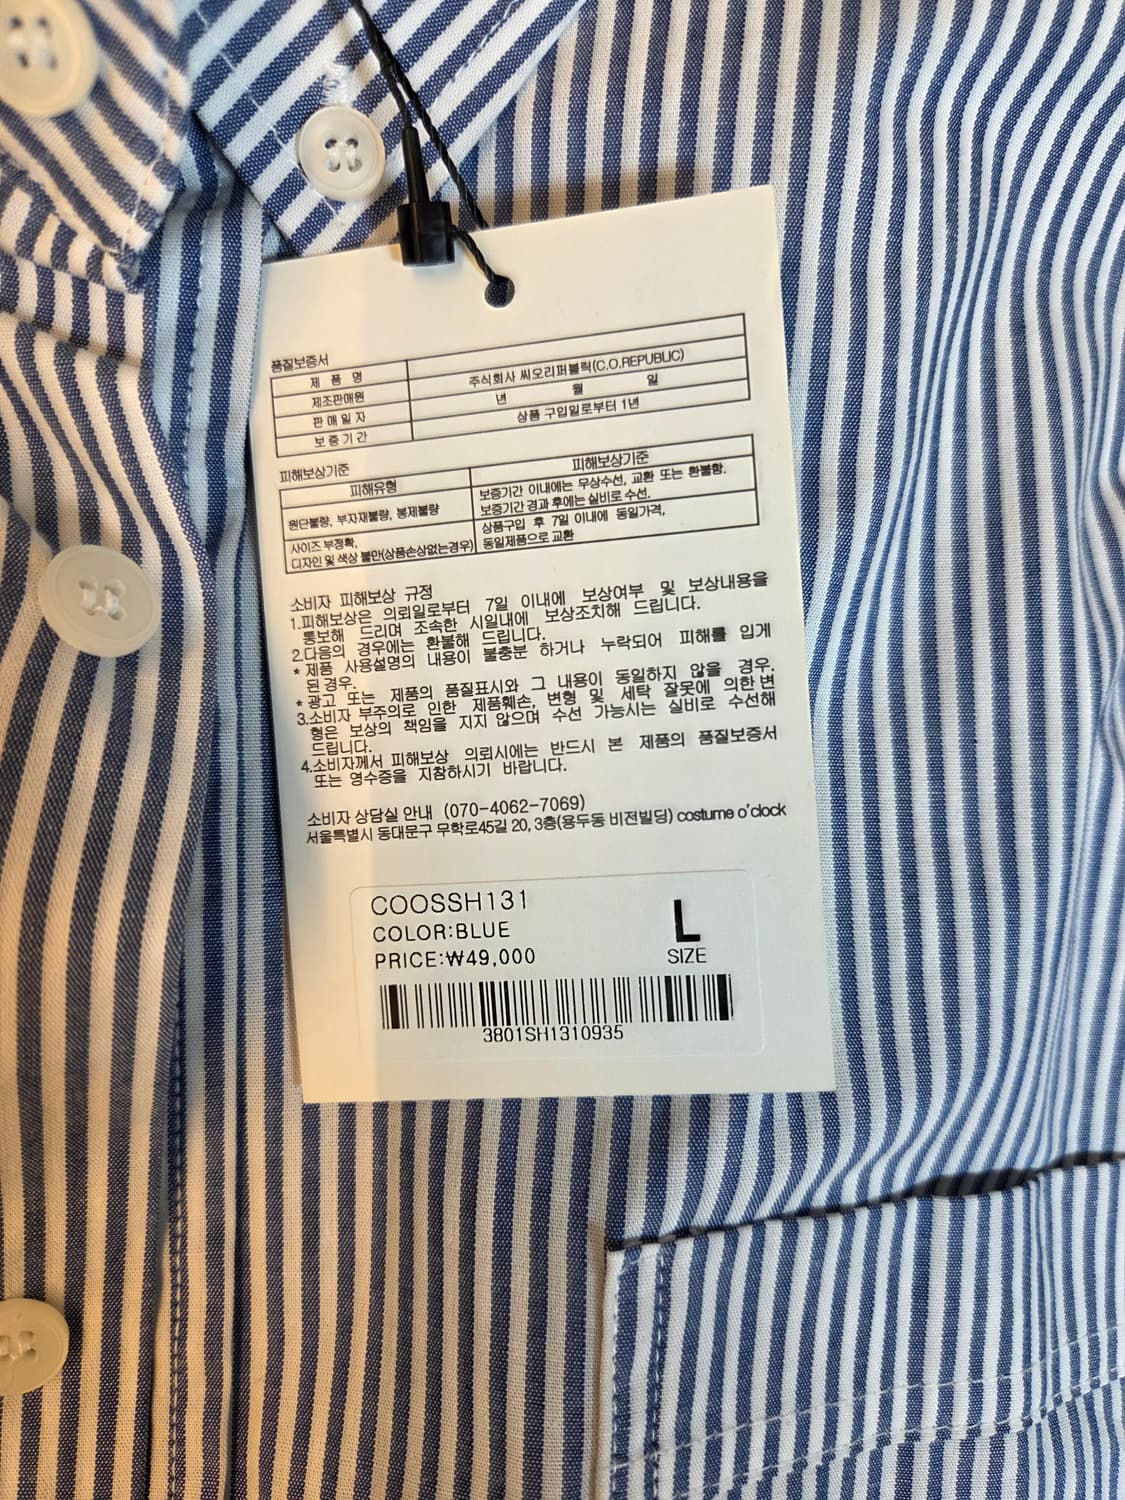 품질보증서
제 품 명
제조판매원 주식회사 씨오리퍼블릭(C.O.REPUBLIC)
판 매 일 자 년 월 일
보 증 기 간 상품 구입일로부터 1년
피해보상기준
피해유형 피해보상기준
원단불량, 부자재불량, 봉제불량 보증기간 이내에는 무상수선, 교환 또는 환불함.
보증기간 경과 후에는 실비로 수선.
사이즈 부정확, 상품구입 후 7일 이내에 동일가격,
디자인 및 색상 불만(상품손상없는경우) 동일제품으로 교환
소비자 피해보상 규정
1.피해보상은 의뢰일로부터 7일 이내에 보상여부 및 보상내용을
통보해 드리며 조속한 시일내에 보상조치해 드립니다.
2.다음의 경우에는 환불해 드립니다.
* 제품 사용설명의 내용이 불충분 하거나 누락되어 피해를 입게
된 경우.
* 광고 또는 제품의 품질표시와 그 내용이 동일하지 않을 경우.
3.소비자 부주의로 인한 제품훼손, 변형 및 세탁 잘못에 의한 변
형은 보상의 책임을 지지 않으며 수선 가능시는 실비로 수선해
드립니다.
4.소비자께서 피해보상 의뢰시에는 반드시 본 제품의 품질보증서
또는 영수증을 지참하시기 바랍니다.
소비자 상담실 안내 (070-4062-7069)
서울특별시 동대문구 무학로45길 20, 3층(용두동 비전빌딩) costume o'clock
COOSSH131
COLOR:BLUE
PRICE:₩49,000
L
SIZE
3801SH1310935